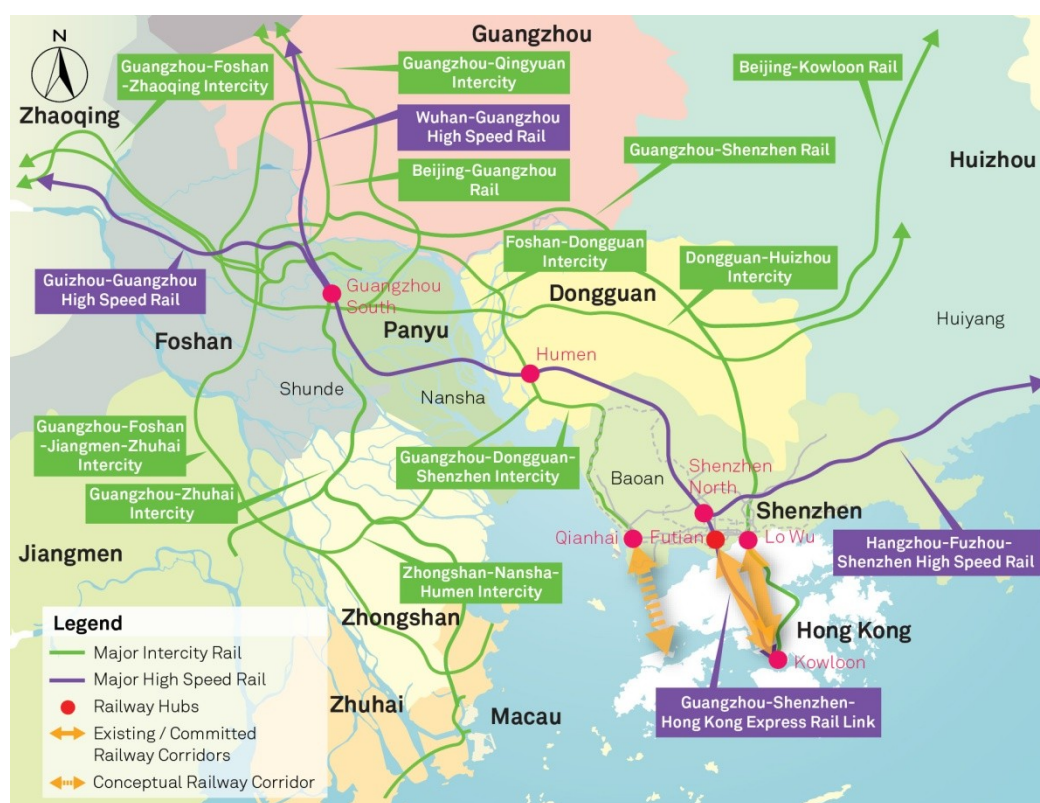 N
Guangzhou
Guangzhou-Foshan
-Zhaoqing Intercity
Guangzhou-Qingyuan
Intercity
Beijing-Kowloon Rail
Zhaoqing
Wuhan-Guangzhou
High Speed Rail
Guangzhou-Shenzhen Rail
Huizhou
Beijing-Guangzhou
Rail
Foshan-Dongguan
Intercity
Dongguan-Huizhou
Intercity
Guizhou-Guangzhou
High Speed Rail
Guangzhou
South
Dongguan
Panyu
Huiyang
Foshan
Humen
Shunde
Nansha
Guangzhou-Foshan
-Jiangmen-Zhuhai
Intercity
Guangzhou-Dongguan-
Shenzhen Intercity
Baoan
Shenzhen
North
Guangzhou-Zhuhai
Intercity
Shenzhen
Qianhai
Futian
Lo Wu
Hangzhou-Fuzhou-
Shenzhen High Speed Rail
Jiangmen
Zhongshan-Nansha-
Humen Intercity
Zhongshan
Hong Kong
Kowloon
Zhuhai
Macau
Guangzhou-Shenzhen-
Hong Kong Express Rail Link
Legend
Major Intercity Rail
Major High Speed Rail
Railway Hubs
Existing / Committed
Railway Corridors
Conceptual Railway Corridor